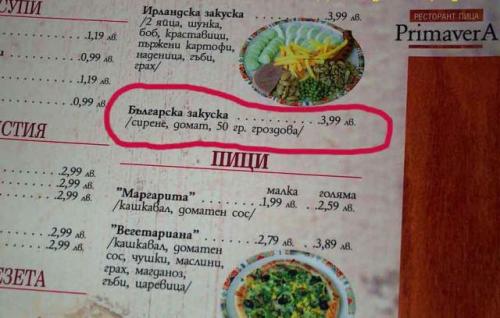 СУПИ
1,19 лв.
.0,99 лв.
1,19 лв.
.0,99 лв.
2,99 лв.
2,99 лв.
2,99 лв.
2,99 лв.
2,99 лв.
Ирландска закуска ............3,99 лв.
/2 яйца, шунка,
боб, краставици,
тържени картофи,
наденица, гъби,
грах/
Българска закуска ..............3,99 лв.
/сирене, домат, 50 гр. гроздова/
ПИЦИ
малка голяма
"Маргарита" ..........1,99 лв. ...2,59 лв.
/кашкавал, доматен сос/
"Вегетариана" ........2,79 лв. ...3,89 лв.
/кашкавал, доматен
сос, чушки, маслини,
грах, магданоз,
гъби, царевица/
РЕСТОРАНТ ПИЦА
PrimaverA